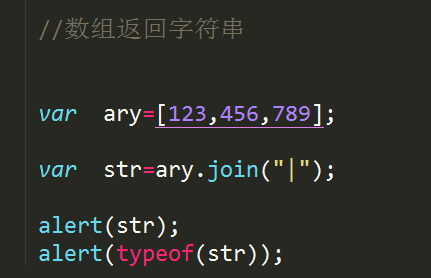 //数组返回字符串
var  ary=[123,456,789];
var  str=ary.join("|");
alert(str);
alert(typeof(str));